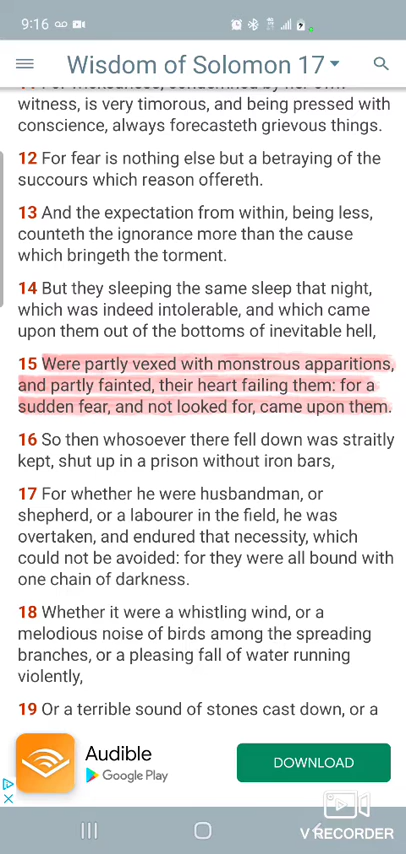 9:16
Wisdom of Solomon 17
witness, is very timorous, and being pressed with
conscience, always forecasteth grievous things.
12 For fear is nothing else but a betraying of the
succours which reason offereth.
13 And the expectation from within, being less,
counteth the ignorance more than the cause
which bringeth the torment.
14 But they sleeping the same sleep that night,
which was indeed intolerable, and which came
upon them out of the bottoms of inevitable hell,
15 Were partly vexed with monstrous apparitions,
and partly fainted, their heart failing them: for a
sudden fear, and not looked for, came upon them.
16 So then whosoever there fell down was straitly
kept, shut up in a prison without iron bars,
17 For whether he were husbandman, or
shepherd, or a labourer in the field, he was
overtaken, and endured that necessity, which
could not be avoided: for they were all bound with
one chain of darkness.
18 Whether it were a whistling wind, or a
melodious noise of birds among the spreading
branches, or a pleasing fall of water running
violently,
19 Or a terrible sound of stones cast down, or a
Audible
Google Play
DOWNLOAD
V RECORDER